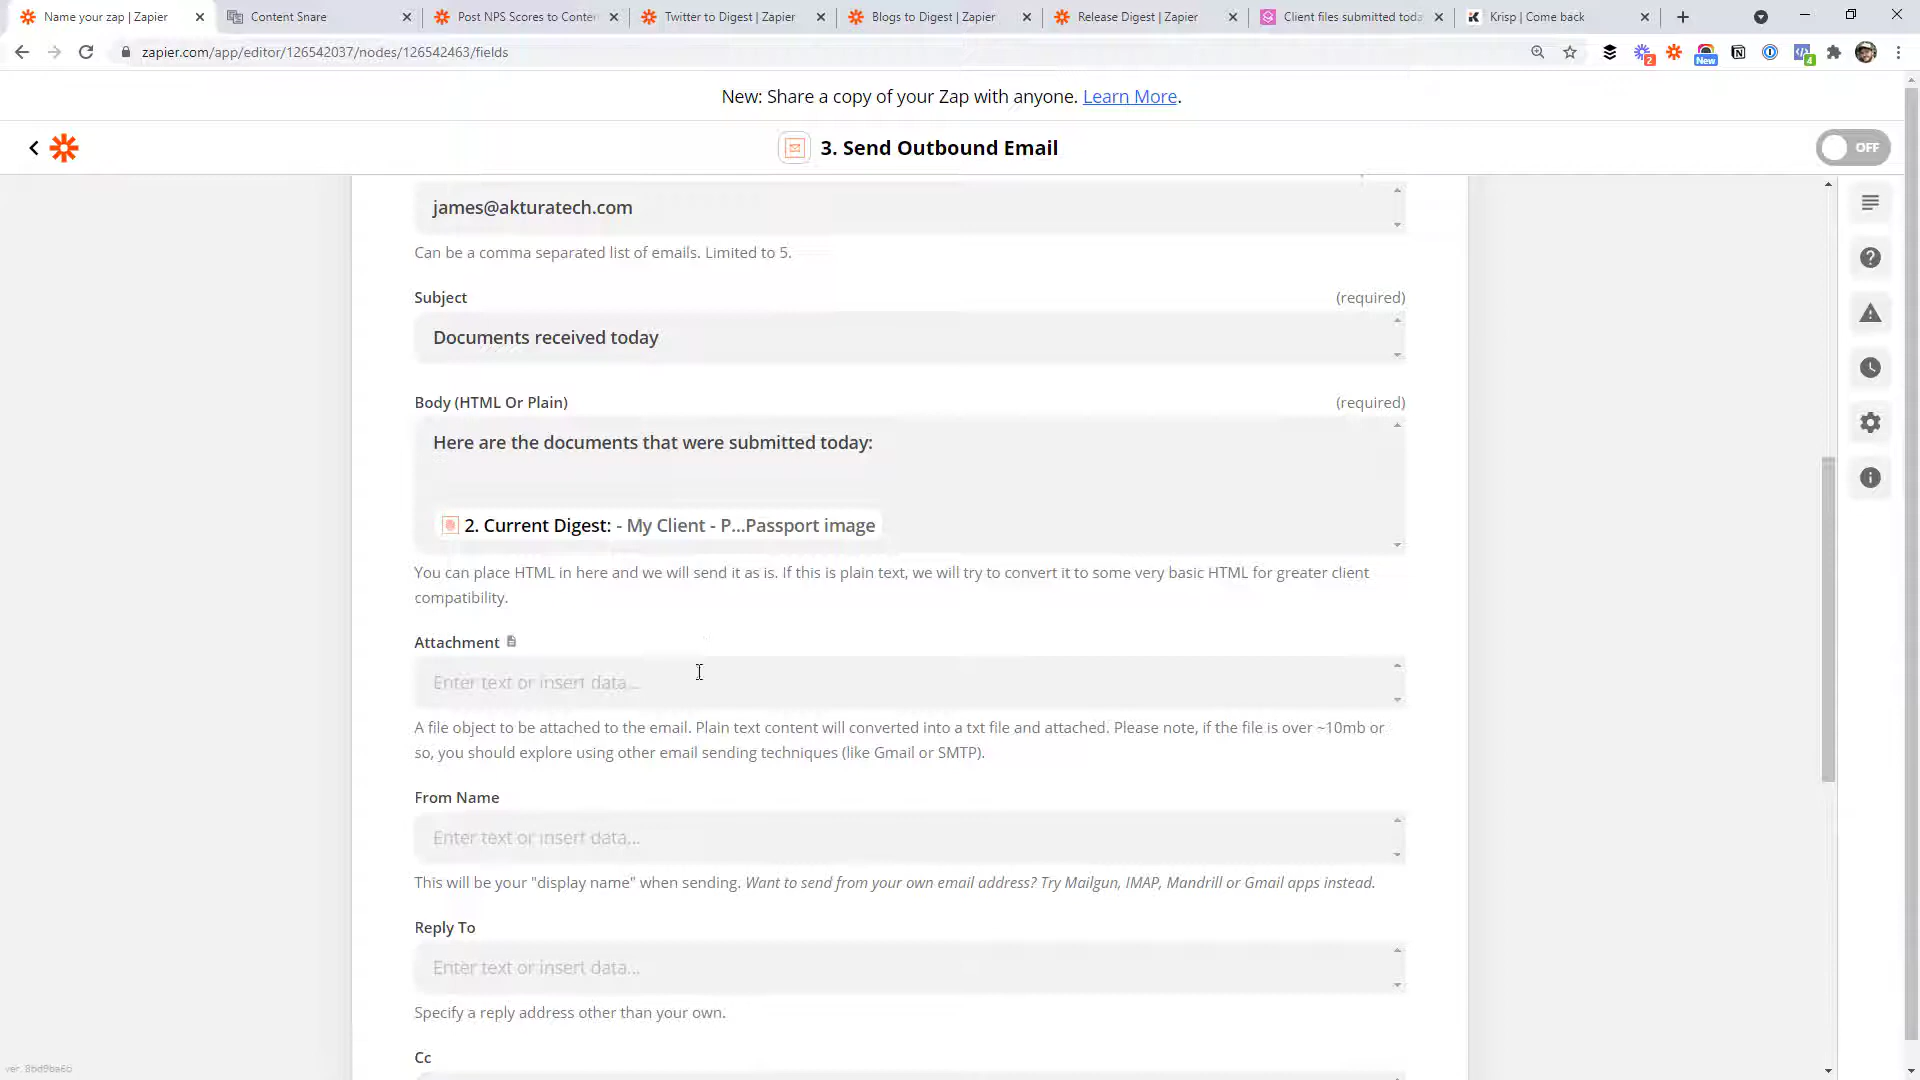 Name your zap | Zapier
Content Snare
Post NPS Scores to Conter
Twitter to Digest | Zapier
Blogs to Digest | Zapier
Release Digest | Zapier
Client files submitted toda
Krisp | Come back
zapier.com/app/editor/126542037/nodes/126542463/fields
2
New
4
New: Share a copy of your Zap with anyone. Learn More.
3. Send Outbound Email
OFF
james@akturatech.com
Can be a comma separated list of emails. Limited to 5.
Subject (required)
Documents received today
Body (HTML Or Plain) (required)
Here are the documents that were submitted today:
2. Current Digest: - My Client - P...Passport image
You can place HTML in here and we will send it as is. If this is plain text, we will try to convert it to some very basic HTML for greater client
compatibility.
Attachment
Enter text or insert data...
A file object to be attached to the email. Plain text content will converted into a txt file and attached. Please note, if the file is over ~10mb or
so, you should explore using other email sending techniques (like Gmail or SMTP).
From Name
Enter text or insert data...
This will be your "display name" when sending. Want to send from your own email address? Try Mailgun, IMAP, Mandrill or Gmail apps instead.
Reply To
Enter text or insert data...
Specify a reply address other than your own.
Cc